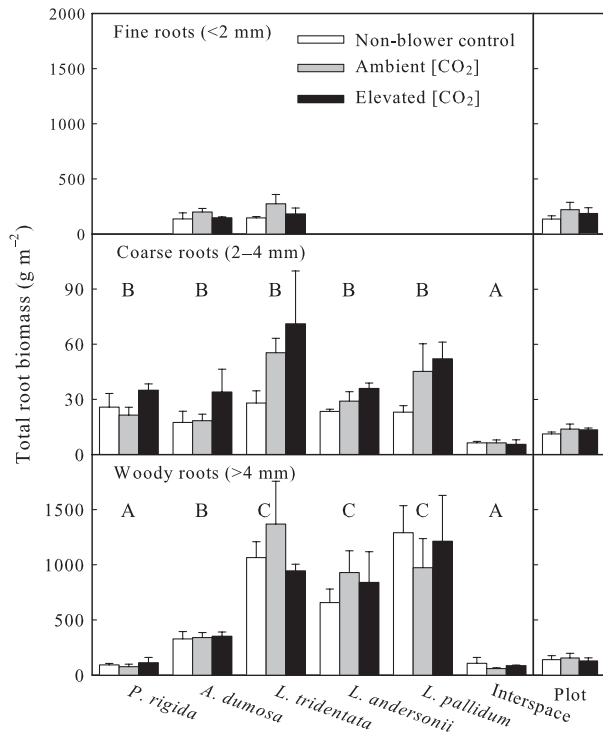 Total root biomass (g m⁻²)
Fine roots (<2 mm)
Non-blower control
Ambient [CO₂]
Elevated [CO₂]
2000
1500
1000
500
0
Coarse roots (2–4 mm)
B B B B B A
90
60
30
0
Woody roots (>4 mm)
A B C C C A
1500
1000
500
0
P. rigida
A. dumosa
L. tridentata
L. andersonii
L. pallidum
Interspace
Plot